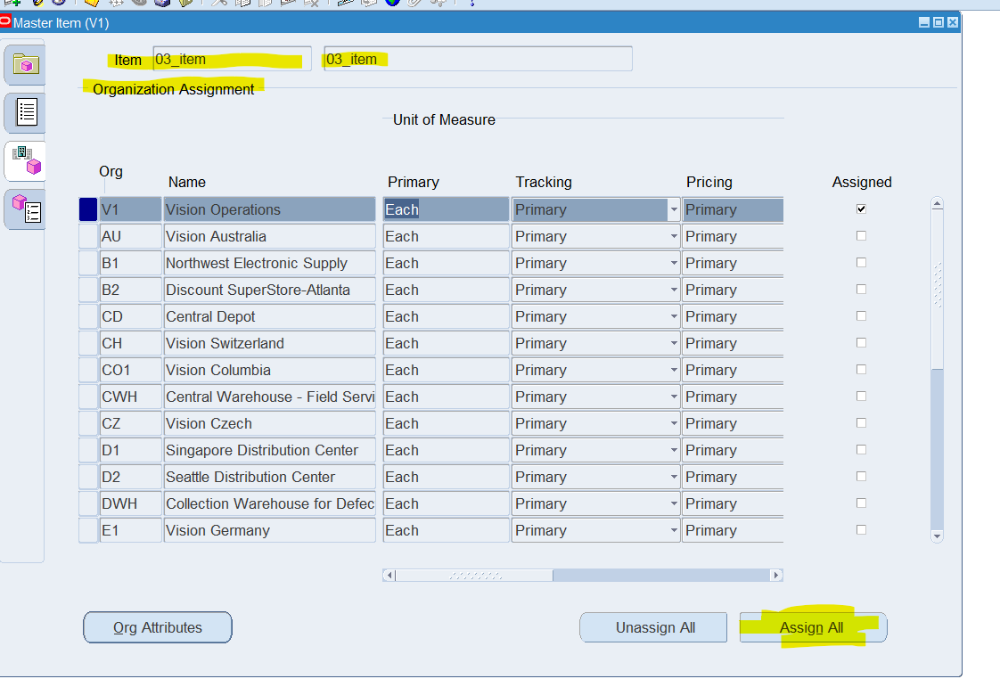 Master Item (V1)
Item 03_item 03_item
Organization Assignment
Unit of Measure
Org Name Primary Tracking Pricing Assigned
V1 Vision Operations Each Primary Primary
AU Vision Australia Each Primary Primary
B1 Northwest Electronic Supply Each Primary Primary
B2 Discount SuperStore-Atlanta Each Primary Primary
CD Central Depot Each Primary Primary
CH Vision Switzerland Each Primary Primary
CO1 Vision Columbia Each Primary Primary
CWH Central Warehouse - Field Servi Each Primary Primary
CZ Vision Czech Each Primary Primary
D1 Singapore Distribution Center Each Primary Primary
D2 Seattle Distribution Center Each Primary Primary
DWH Collection Warehouse for Defec Each Primary Primary
E1 Vision Germany Each Primary Primary
Org Attributes Unassign All Assign All